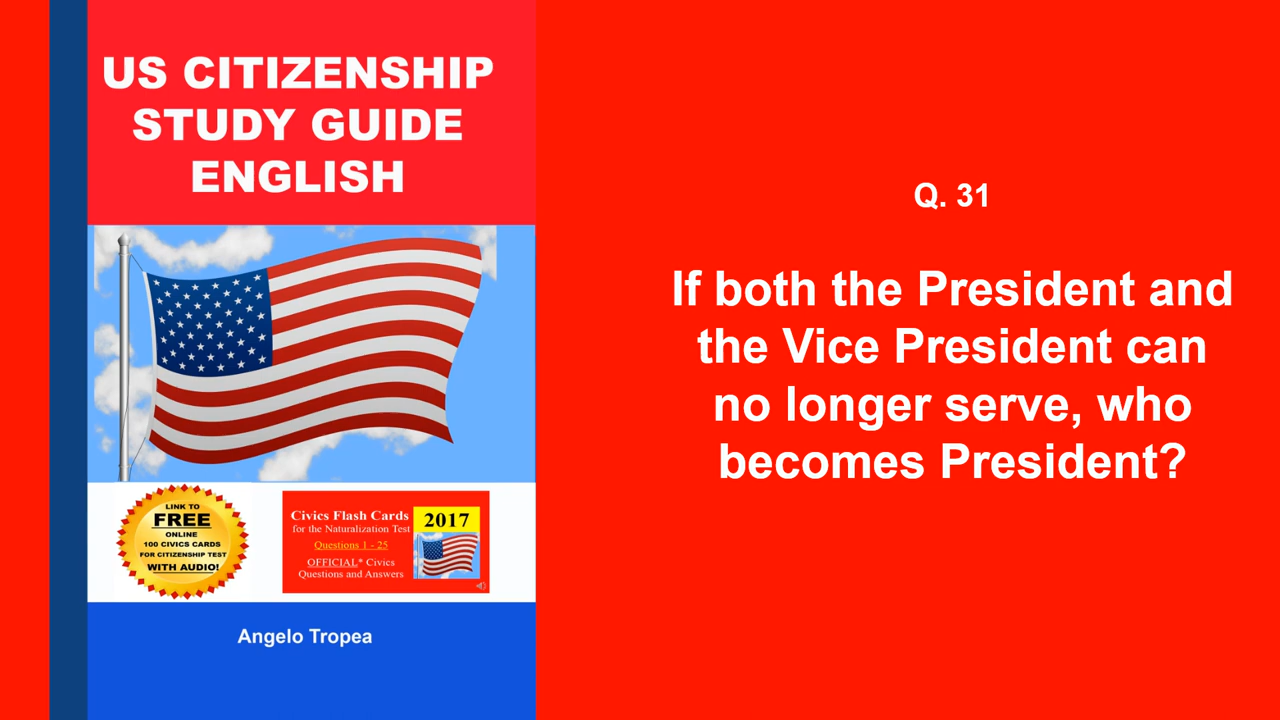 US CITIZENSHIP
STUDY GUIDE
ENGLISH
LINK TO
FREE
ONLINE
100 CIVICS CARDS
FOR CITIZENSHIP TEST
WITH AUDIO!
Civics Flash Cards
for the Naturalization Test
Questions 1 - 25
OFFICIAL* Civics
Questions and Answers
2017
Angelo Tropea
Q. 31
If both the President and
the Vice President can
no longer serve, who
becomes President?